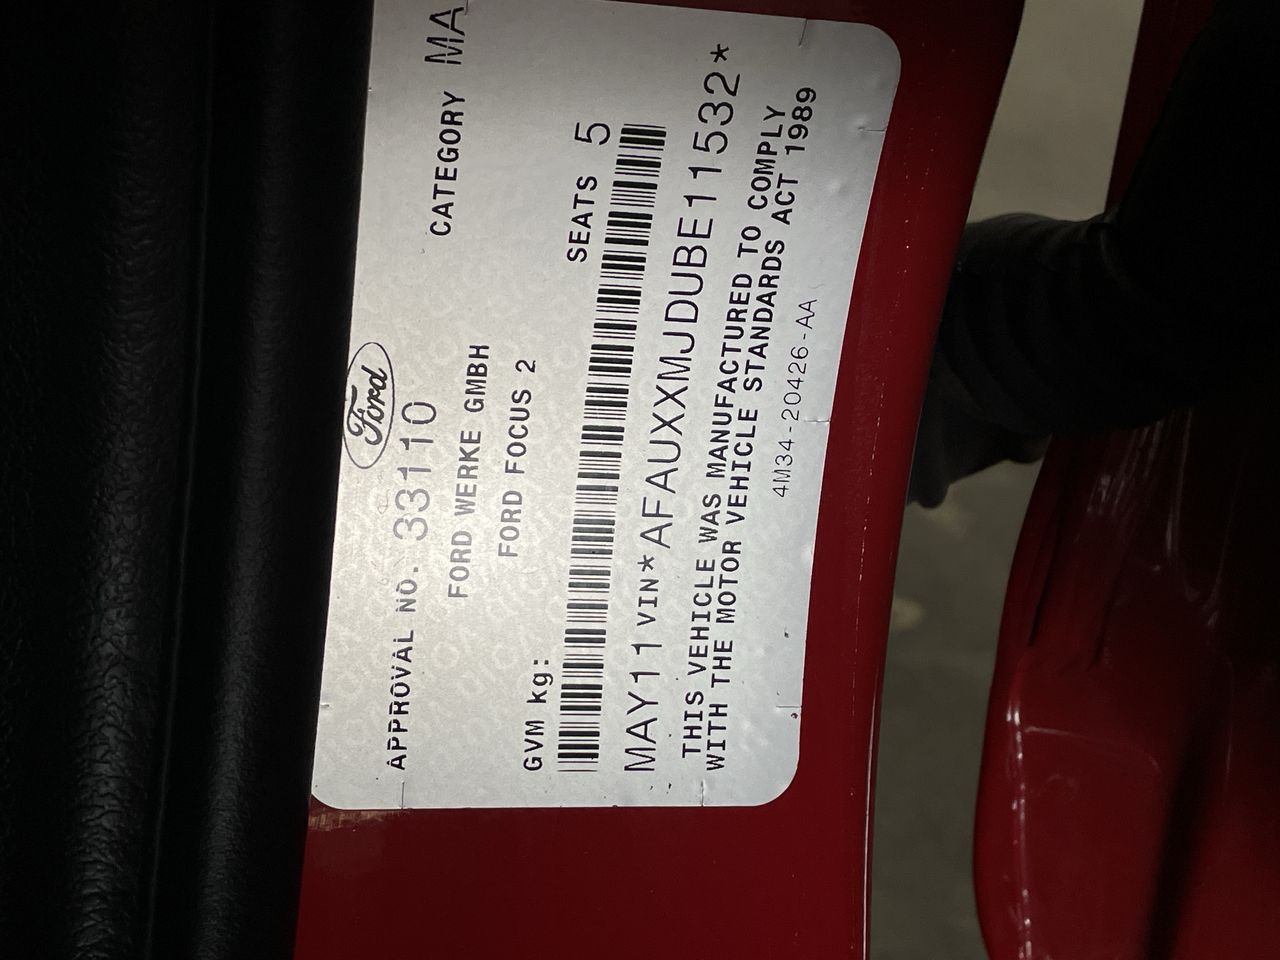 Ford
APPROVAL NO. 33110 CATEGORY MA
FORD WERKE GMBH
FORD FOCUS 2
GVM kg: SEATS 5
MAY11 VIN*AFAUXXMJDUBE11532*
THIS VEHICLE WAS MANUFACTURED TO COMPLY
WITH THE MOTOR VEHICLE STANDARDS ACT 1989
4M34-20426-AA